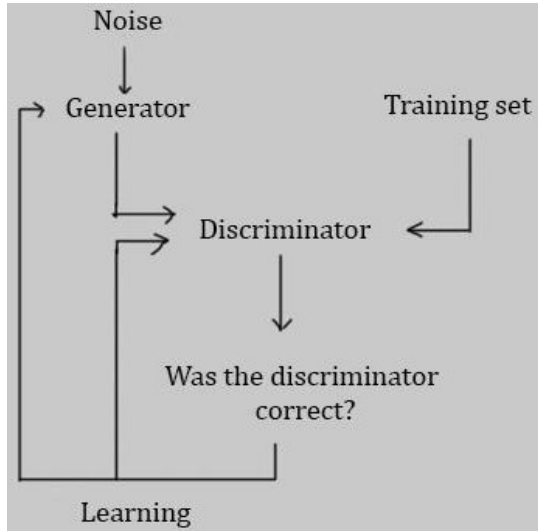 Noise
Generator
Training set
Discriminator
Was the discriminator
correct?
Learning